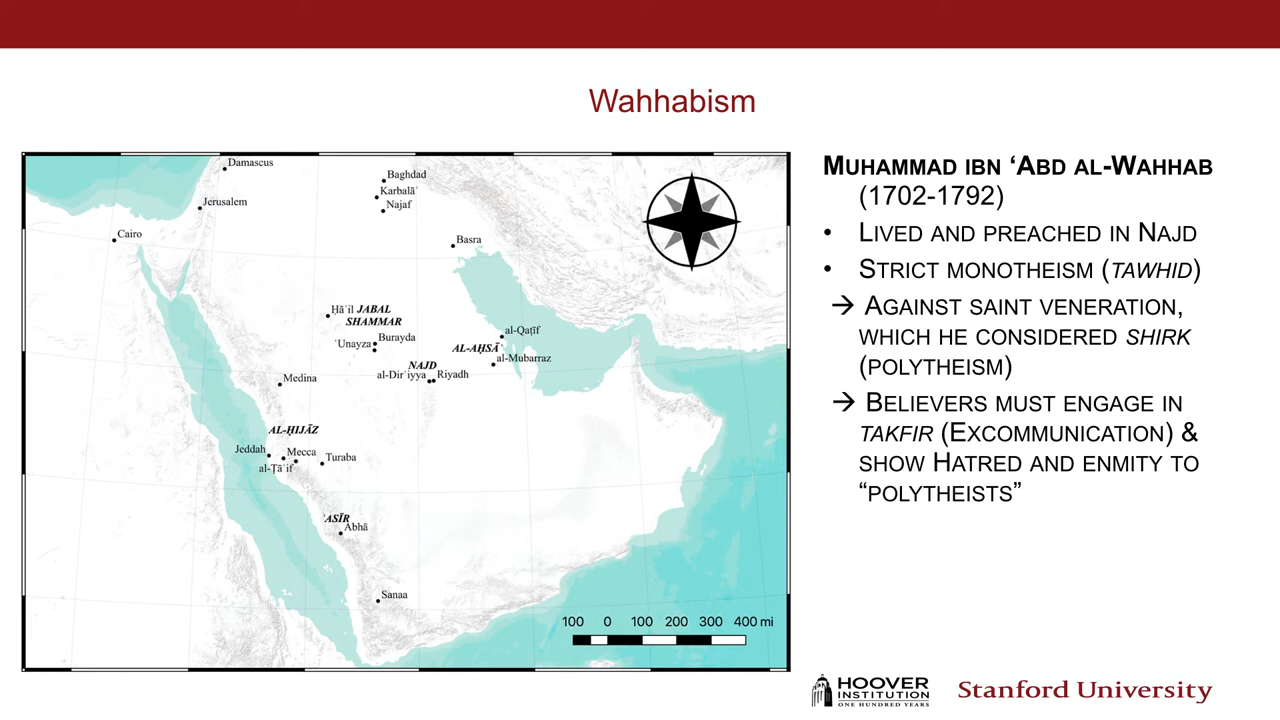 Wahhabism
Damascus
Baghdad
Karbalāʾ
Najaf
Jerusalem
Cairo
Basra
Ḥāʾil JABAL
SHAMMAR
ʿUnayza
Burayda
al-Qaṭīf
AL-AḤSĀʾ
al-Mubarraz
NAJD
al-Dirʿiyya
Riyadh
Medina
AL-ḤIJĀZ
Jeddah
Mecca
Turaba
al-Ṭāʾif
ʿASĪR
Abhā
Sanaa
100 0 100 200 300 400 mi
MUHAMMAD IBN ‘ABD AL-WAHHAB
(1702-1792)
• LIVED AND PREACHED IN NAJD
• STRICT MONOTHEISM (TAWHID)
→ AGAINST SAINT VENERATION,
WHICH HE CONSIDERED SHIRK
(POLYTHEISM)
→ BELIEVERS MUST ENGAGE IN
TAKFIR (EXCOMMUNICATION) &
SHOW HATRED AND ENMITY TO
“POLYTHEISTS”
HOOVER
INSTITUTION
ONE HUNDRED YEARS
Stanford University